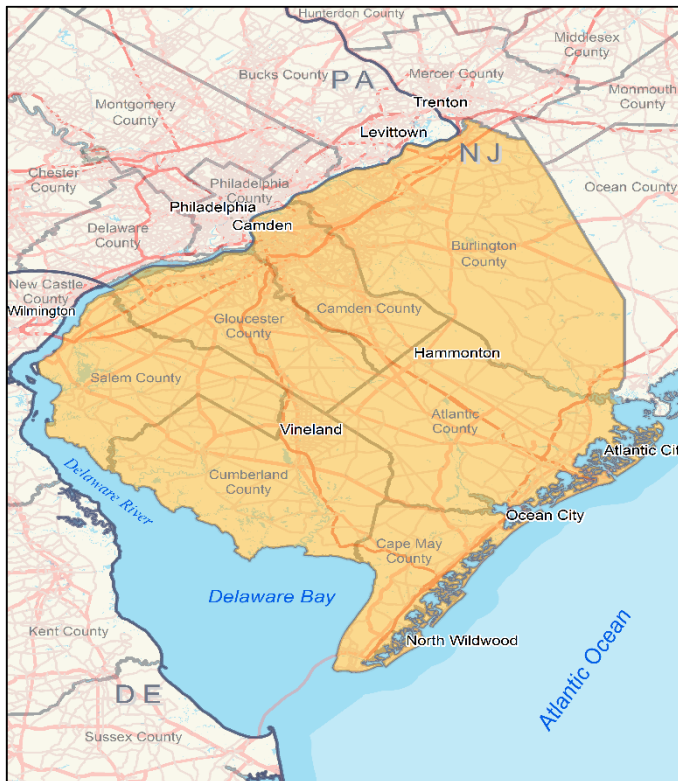 Hunterdon County
Middlesex
County
Bucks County
Mercer County
PA
Monmouth
County
Montgomery
County
Trenton
Levittown
NJ
Chester
County
Philadelphia
County
Ocean County
Philadelphia
Camden
Delaware
County
Burlington
County
New Castle
County
Wilmington
Gloucester
County
Camden County
Hammonton
Salem County
Atlantic
County
Vineland
Atlantic Cit
Cumberland
County
Delaware River
Ocean City
Cape May
County
Delaware Bay
Kent County
North Wildwood
Atlantic Ocean
DE
Sussex County